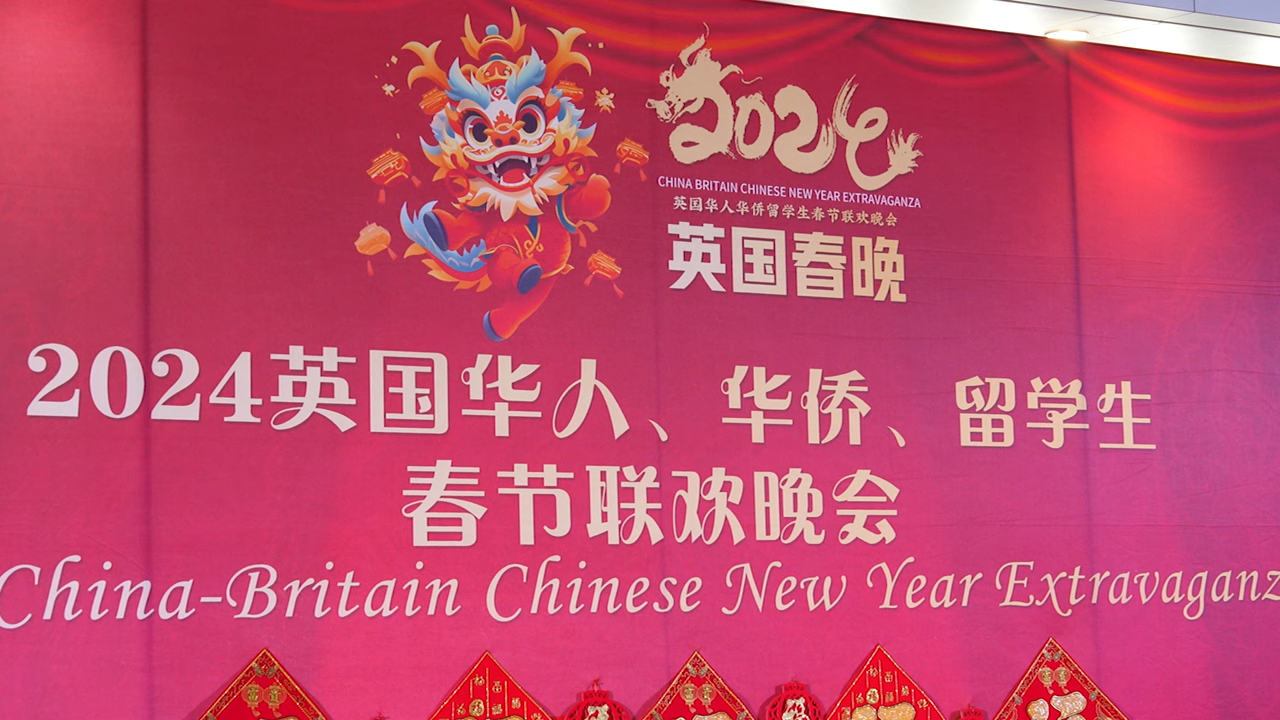 2024
CHINA BRITAIN CHINESE NEW YEAR EXTRAVAGANZA
英国华人华侨留学生春节联欢晚会
英国春晚
2024英国华人、华侨、留学生
春节联欢晚会
China-Britain Chinese New Year Extravaganz